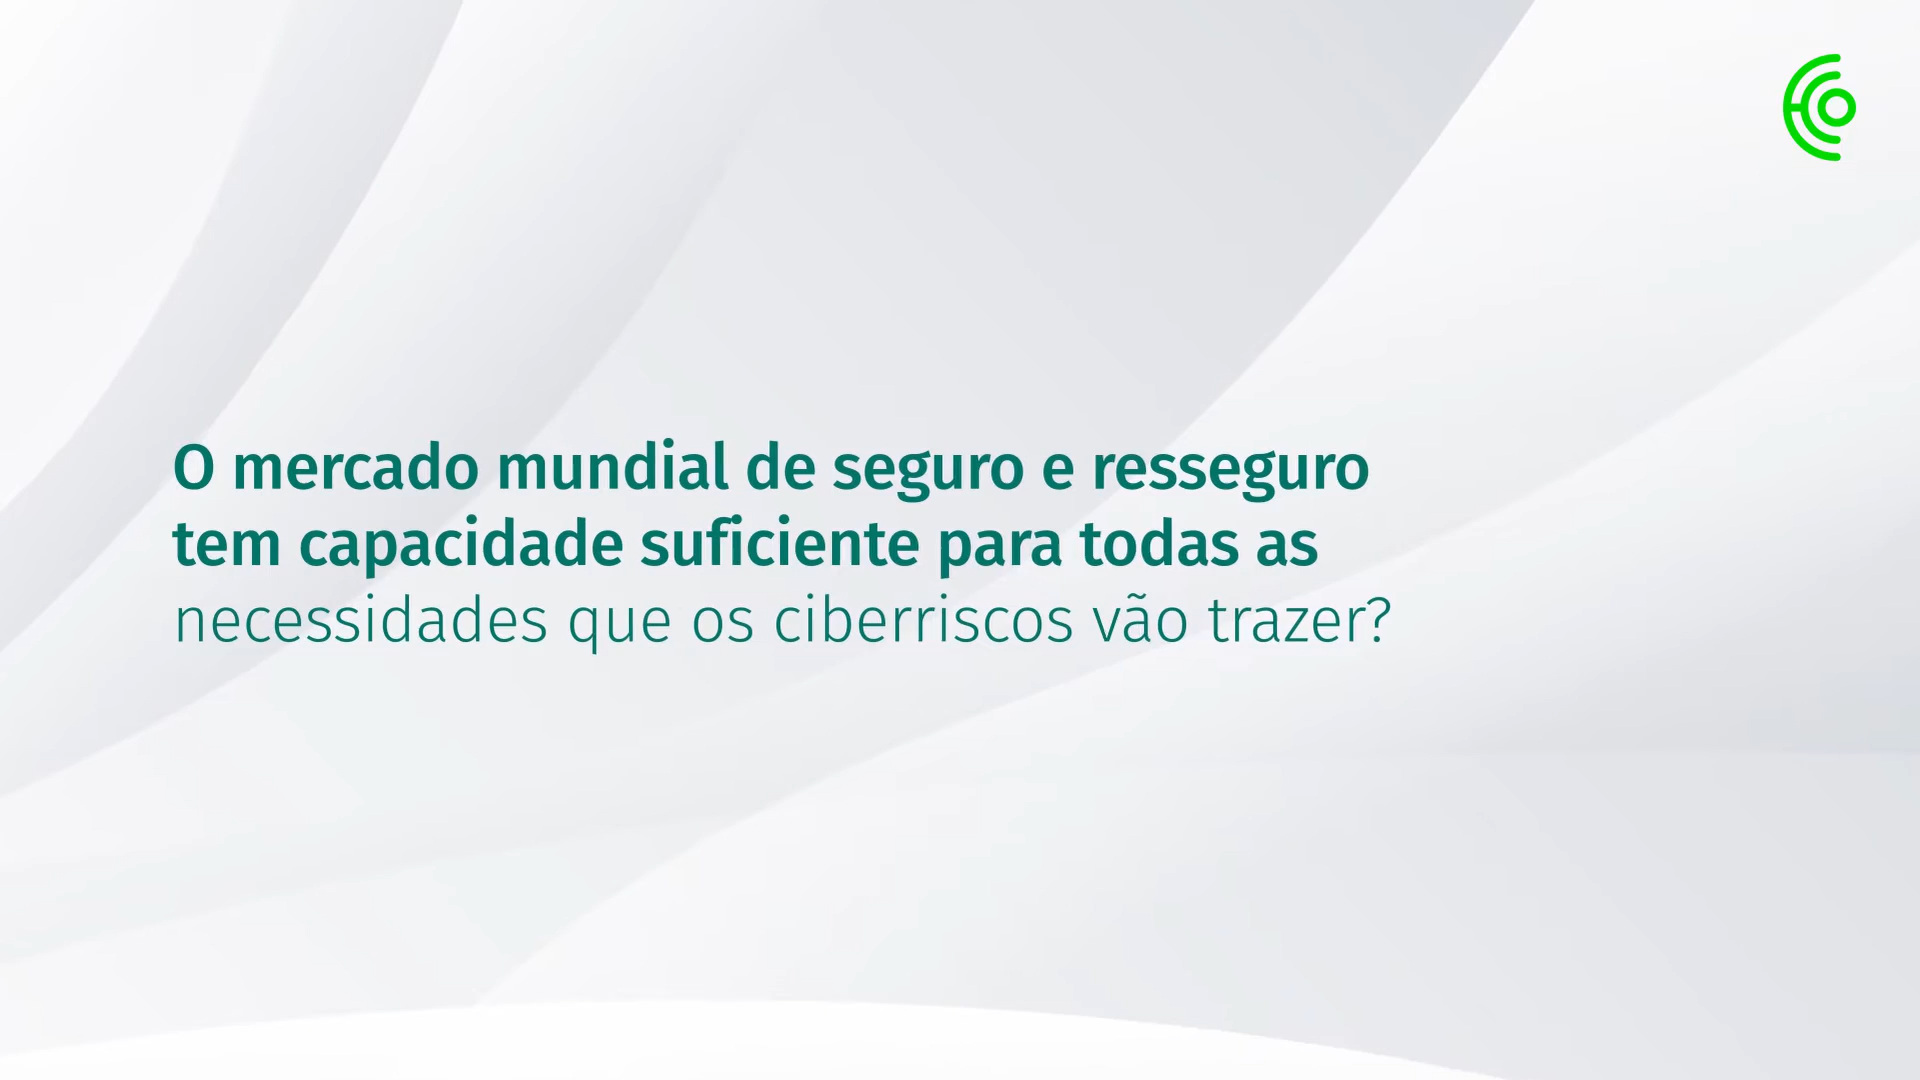 O mercado mundial de seguro e resseguro
tem capacidade suficiente para todas as
necessidades que os ciberriscos vão trazer?